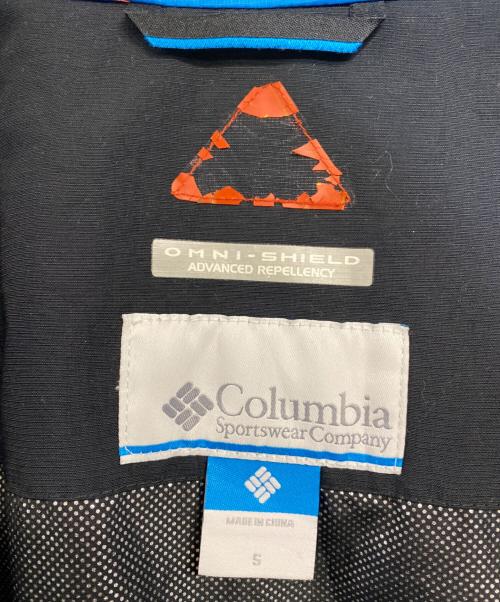 OMNI-SHIELD
ADVANCED REPELLENCY
Columbia
Sportswear Company
MADE IN CHINA
S